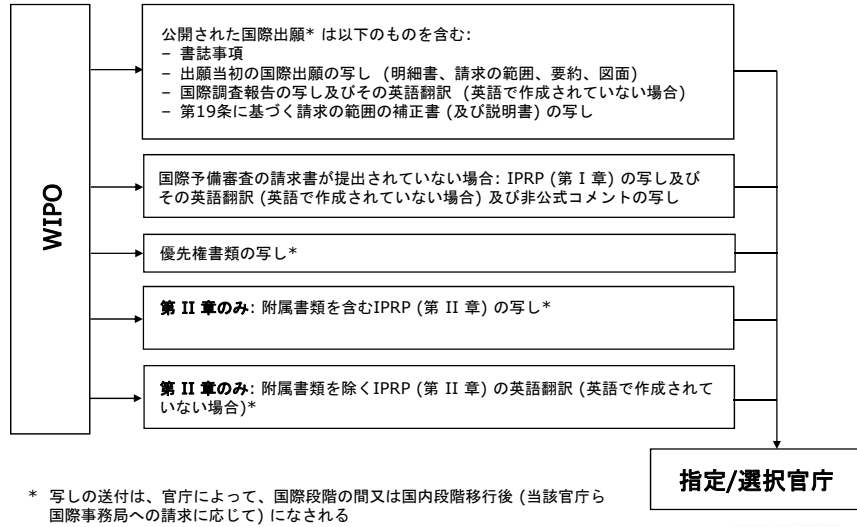 WIPO
公開された国際出願* は以下のものを含む:
– 書誌事項
– 出願当初の国際出願の写し (明細書、請求の範囲、要約、図面)
– 国際調査報告の写し及びその英語翻訳 (英語で作成されていない場合)
– 第19条に基づく請求の範囲の補正書 (及び説明書) の写し
国際予備審査の請求書が提出されていない場合: IPRP (第 I 章) の写し及び
その英語翻訳 (英語で作成されていない場合) 及び非公式コメントの写し
優先権書類の写し*
第 II 章のみ: 附属書類を含むIPRP (第 II 章) の写し*
第 II 章のみ: 附属書類を除くIPRP (第 II 章) の英語翻訳 (英語で作成されて
いない場合)*
指定/選択官庁
* 写しの送付は、官庁によって、国際段階の間又は国内段階移行後 (当該官庁ら
国際事務局への請求に応じて) になされる